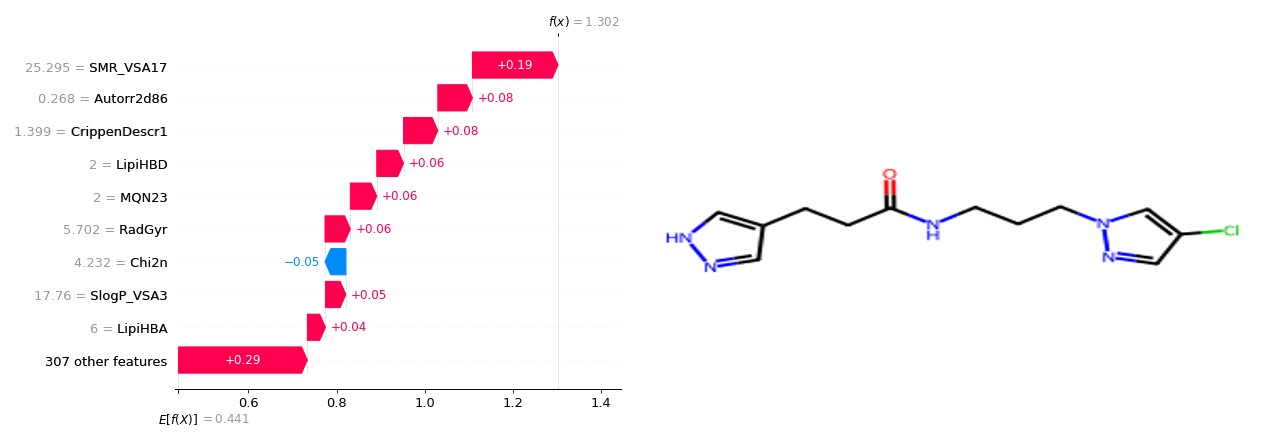 f(x) = 1.302
25.295 = SMR_VSA17
+0.19
0.268 = Autorr2d86
+0.08
1.399 = CrippenDescr1
+0.08
2 = LipiHBD
+0.06
2 = MQN23
+0.06
5.702 = RadGyr
+0.06
4.232 = Chi2n
−0.05
17.76 = SlogP_VSA3
+0.05
6 = LipiHBA
+0.04
307 other features
+0.29
0.6 0.8 1.0 1.2 1.4
E[f(X)] = 0.441
O
HN
N
N
H
N
N
Cl